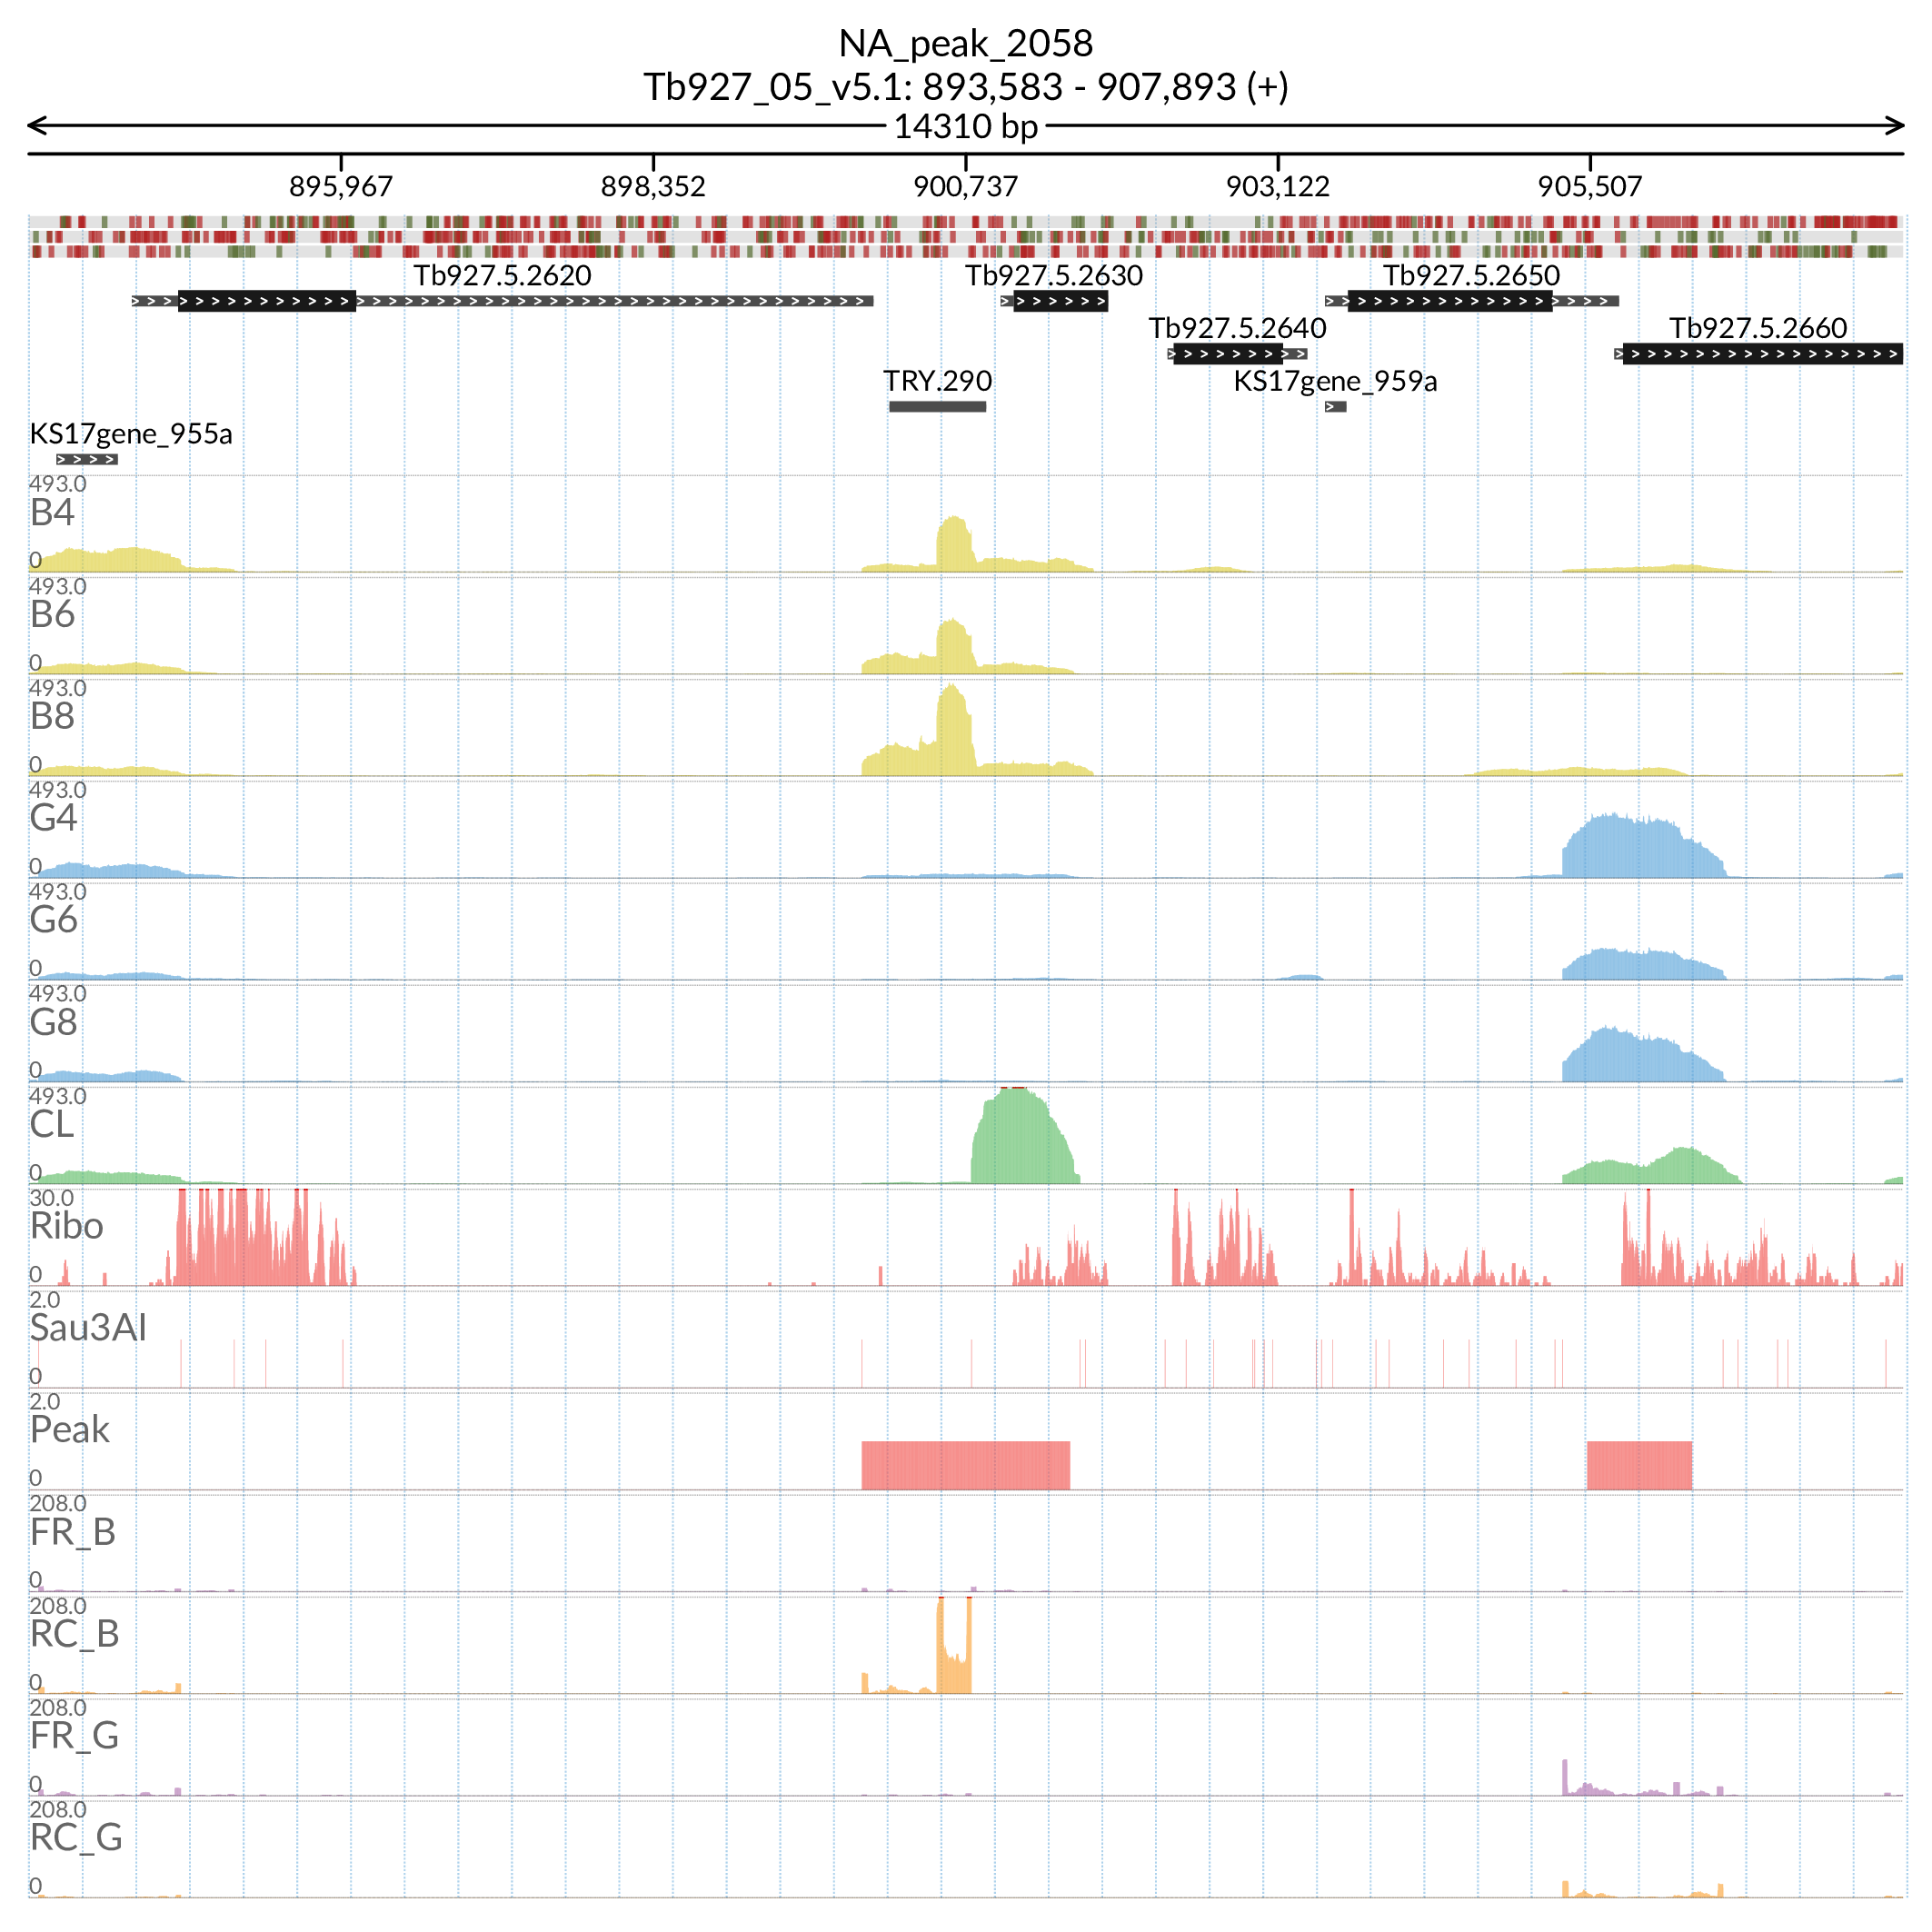 NA_peak_2058
Tb927_05_v5.1: 893,583 - 907,893 (+)
14310 bp
895,967 898,352 900,737 903,122 905,507
Tb927.5.2620 Tb927.5.2630 Tb927.5.2650
Tb927.5.2640 Tb927.5.2660
TRY.290 KS17gene_959a
KS17gene_955a
493.0
B4
0
493.0
B6
0
493.0
B8
0
493.0
G4
0
493.0
G6
0
493.0
G8
0
493.0
CL
0
30.0
Ribo
0
2.0
Sau3AI
0
2.0
Peak
0
208.0
FR_B
0
208.0
RC_B
0
208.0
FR_G
0
208.0
RC_G
0